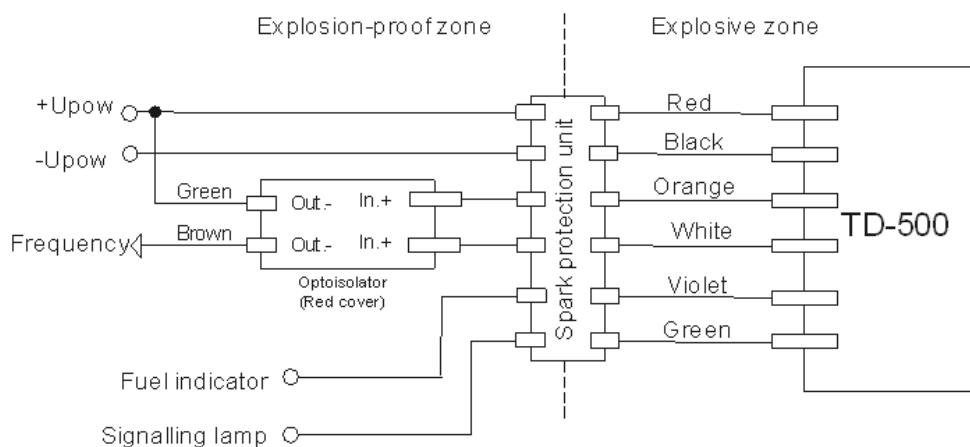 Explosion-proof zone
Explosive zone
+Upow
-Upow
Green
Brown
Frequency
Out.-
In.+
Out.-
In.+
Optoisolator
(Red cover)
Fuel indicator
Signalling lamp
Spark protection unit
Red
Black
Orange
White
Violet
Green
TD-500